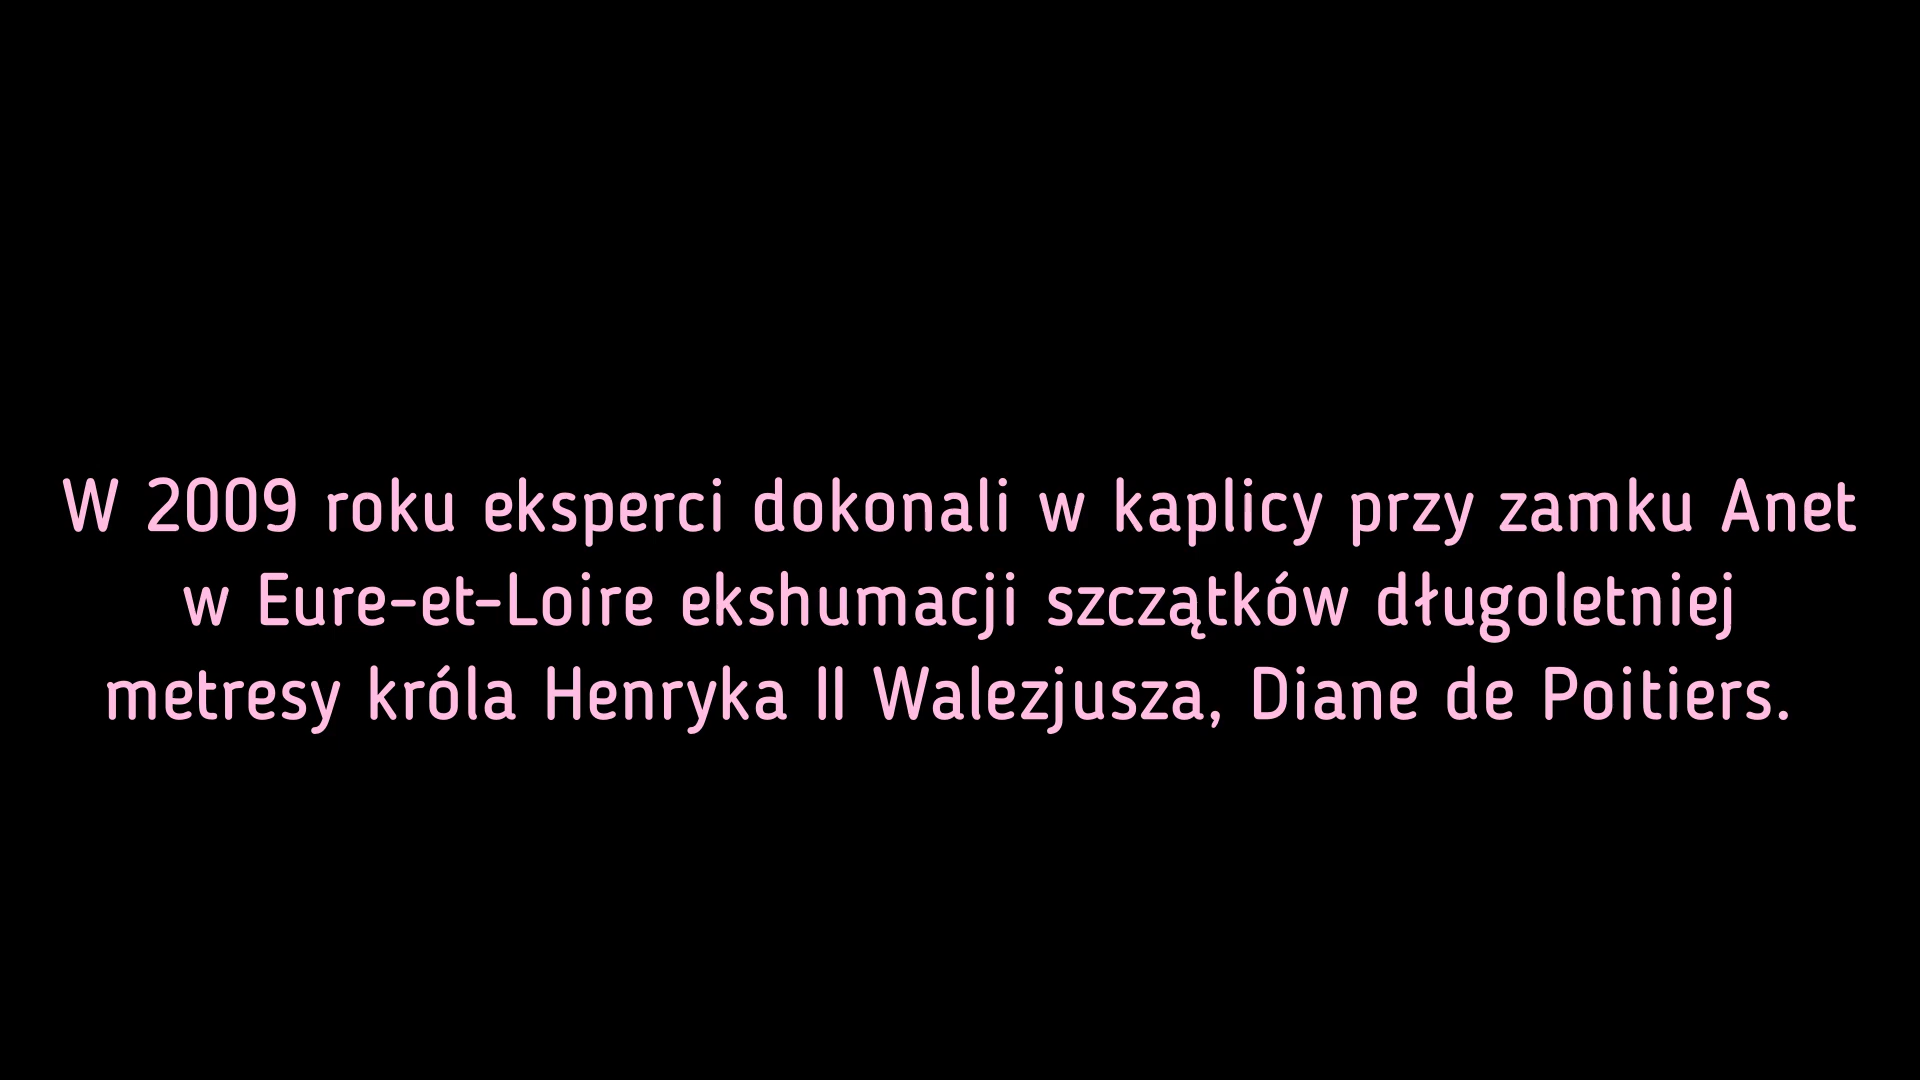 W 2009 roku eksperci dokonali w kaplicy przy zamku Anet
w Eure-et-Loire ekshumacji szczątków długoletniej
metresy króla Henryka II Walezjusza, Diane de Poitiers.